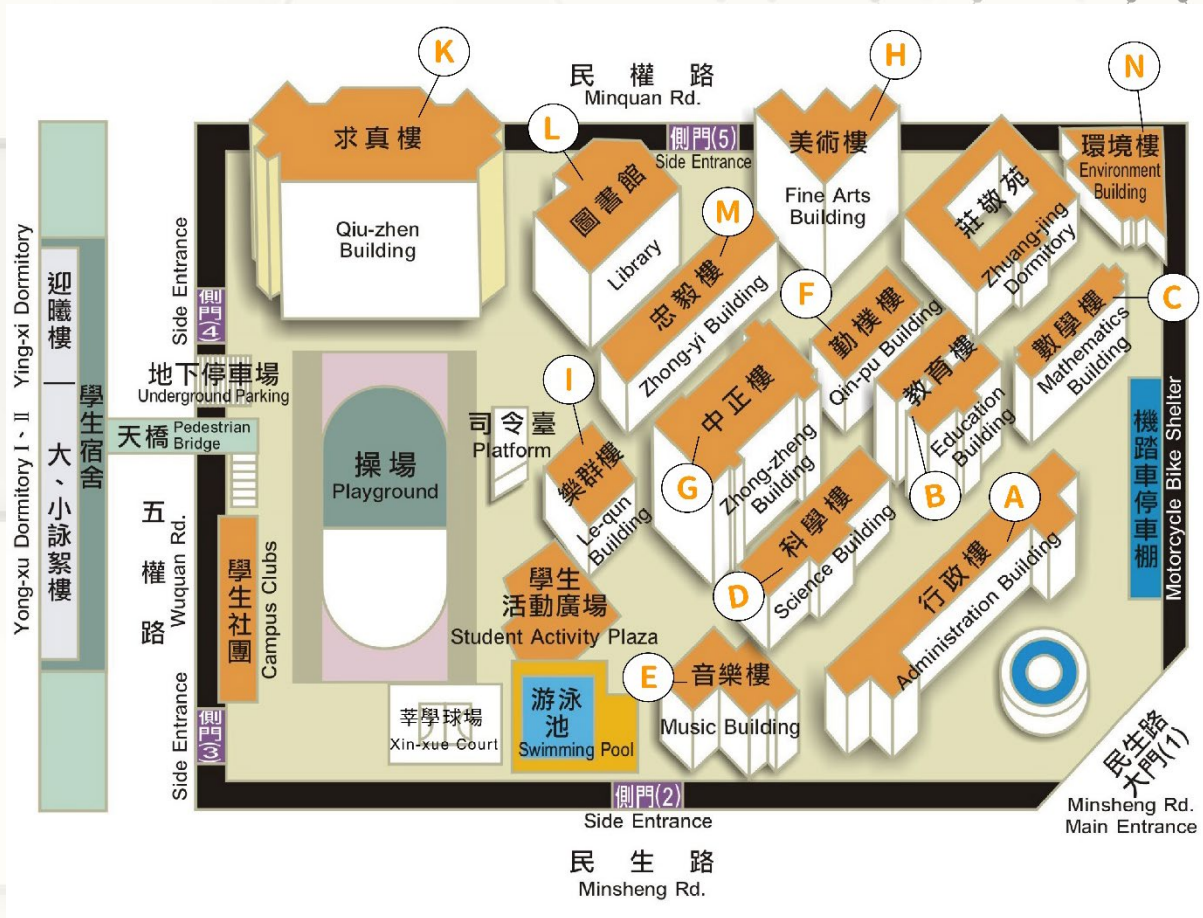 民 權 路
Minquan Rd.
K
求真樓
Qiu-zhen
Building
L
圖書館
Library
側門(5)
Side Entrance
H
美術樓
Fine Arts
Building
N
環境樓
Environment
Building
莊敬苑
Zhuang-jing
Dormitory
M
忠毅樓
Zhong-yi Building
F
勤樸樓
Qin-pu Building
C
數學樓
Mathematics
Building
教育樓
Education
Building
B
I
樂群樓
Le-qun
Building
中正樓
Zhong-zheng
Building
G
科學樓
Science Building
D
A
行政樓
Administration Building
機踏車停車棚
Motorcycle Bike Shelter
Side Entrance
側門(4)
地下停車場
Underground Parking
天橋
Pedestrian
Bridge
迎曦樓
Ying-xi Dormitory
大、小詠絮樓
Yong-xu Dormitory I、II
學生宿舍
五 權 路
Wuquan Rd.
學生社團
Campus Clubs
側門(3)
Side Entrance
操場
Playground
司令臺
Platform
學生
活動廣場
Student Activity Plaza
莘學球場
Xin-xue Court
游泳
池
Swimming Pool
E
音樂樓
Music Building
側門(2)
Side Entrance
民 生 路
Minsheng Rd.
民生路
大門(1)
Minsheng Rd.
Main Entrance